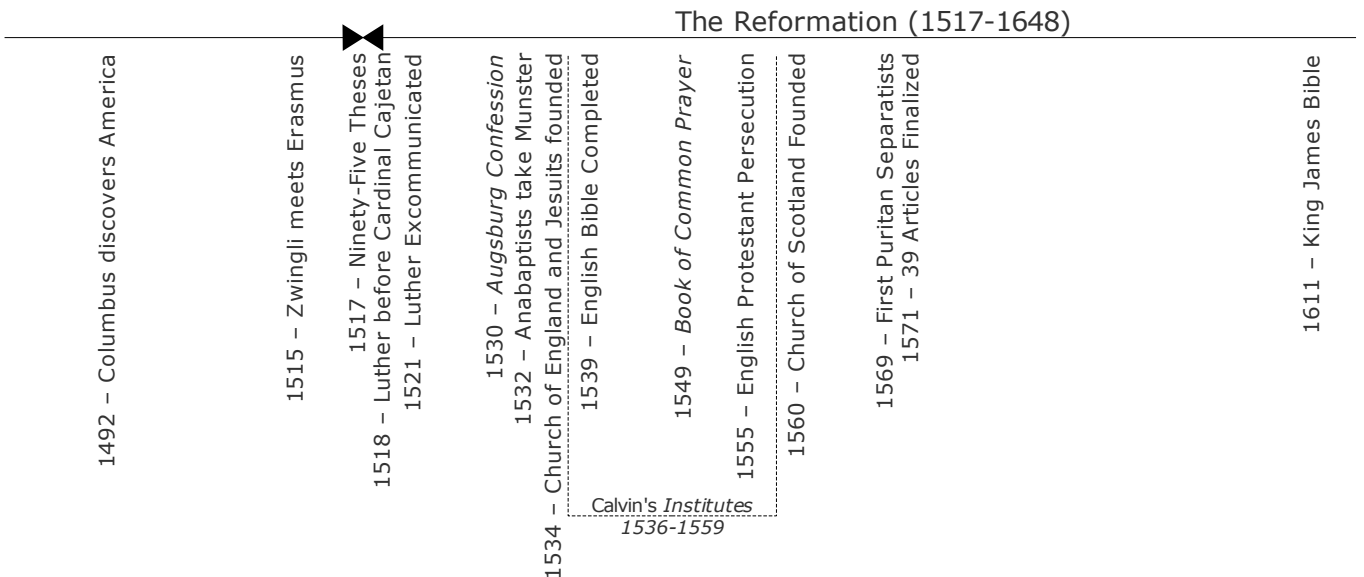 The Reformation (1517-1648)
1492 – Columbus discovers America
1515 – Zwingli meets Erasmus
1517 – Ninety-Five Theses
1518 – Luther before Cardinal Cajetan
1521 – Luther Excommunicated
1530 – Augsburg Confession
1532 – Anabaptists take Munster
1534 – Church of England and Jesuits founded
1539 – English Bible Completed
1549 – Book of Common Prayer
1555 – English Protestant Persecution
1560 – Church of Scotland Founded
1569 – First Puritan Separatists
1571 – 39 Articles Finalized
1611 – King James Bible
Calvin's Institutes
1536-1559